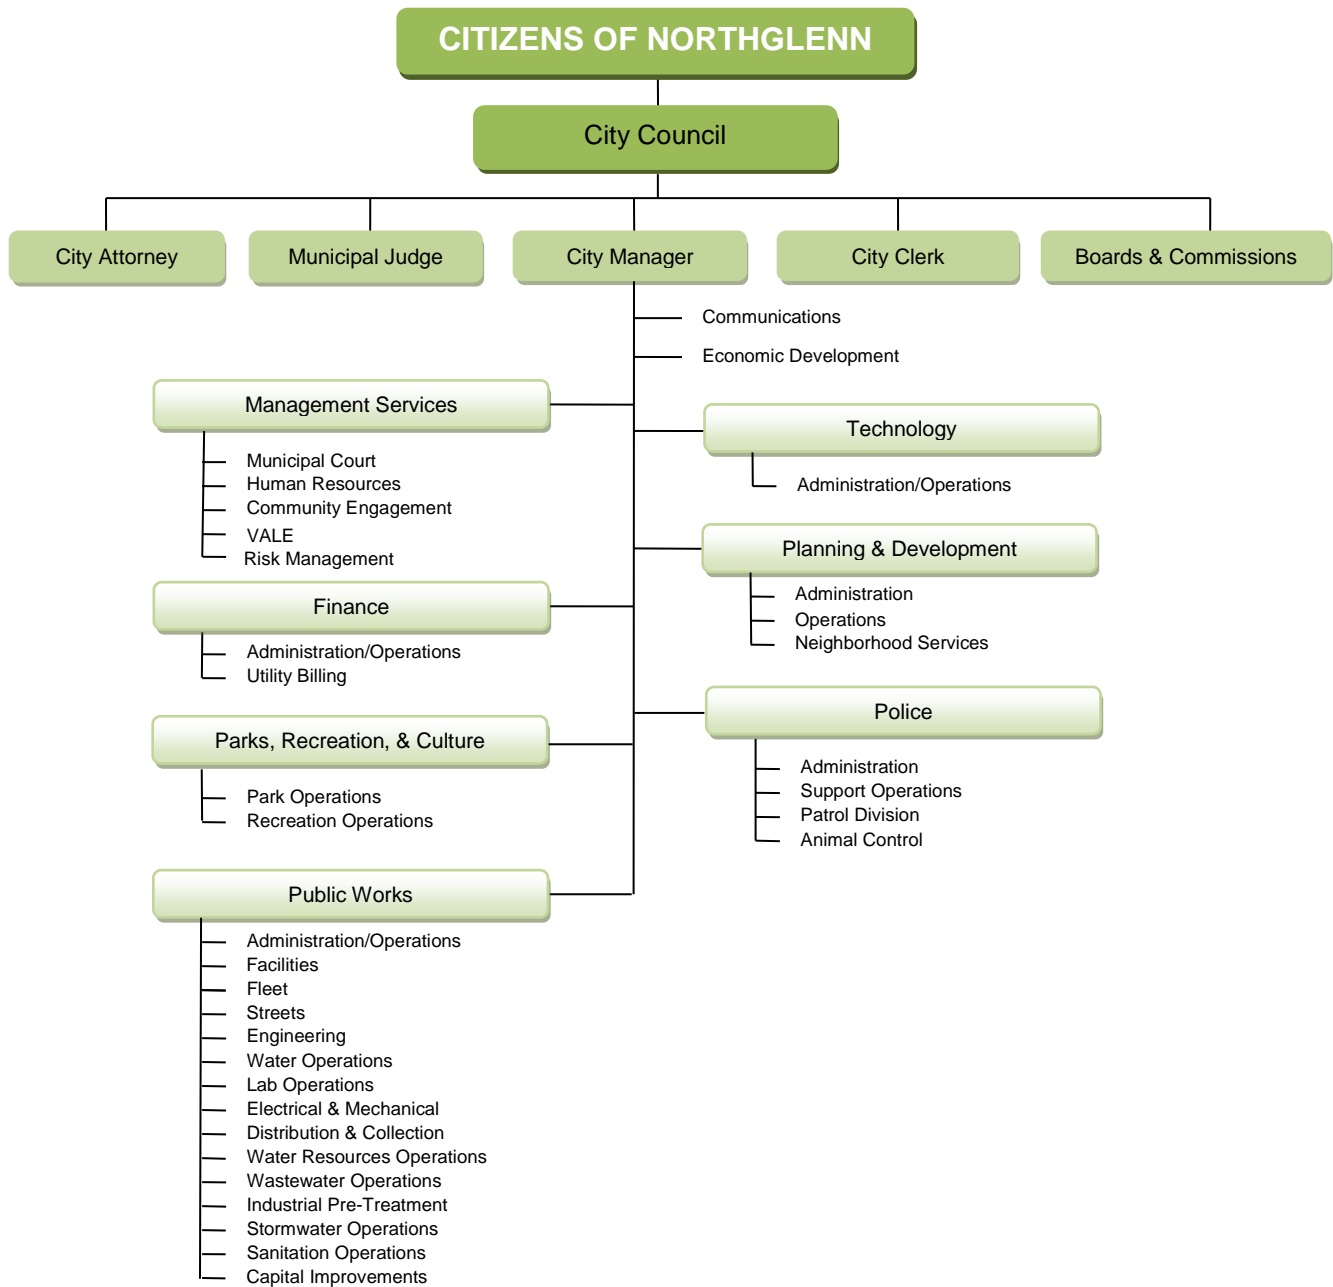 CITIZENS OF NORTHGLENN
City Council
City Attorney
Municipal Judge
City Manager
City Clerk
Boards & Commissions
Communications
Economic Development
Management Services
Municipal Court
Human Resources
Community Engagement
VALE
Risk Management
Technology
Administration/Operations
Planning & Development
Administration
Operations
Neighborhood Services
Finance
Administration/Operations
Utility Billing
Police
Administration
Support Operations
Patrol Division
Animal Control
Parks, Recreation, & Culture
Park Operations
Recreation Operations
Public Works
Administration/Operations
Facilities
Fleet
Streets
Engineering
Water Operations
Lab Operations
Electrical & Mechanical
Distribution & Collection
Water Resources Operations
Wastewater Operations
Industrial Pre-Treatment
Stormwater Operations
Sanitation Operations
Capital Improvements